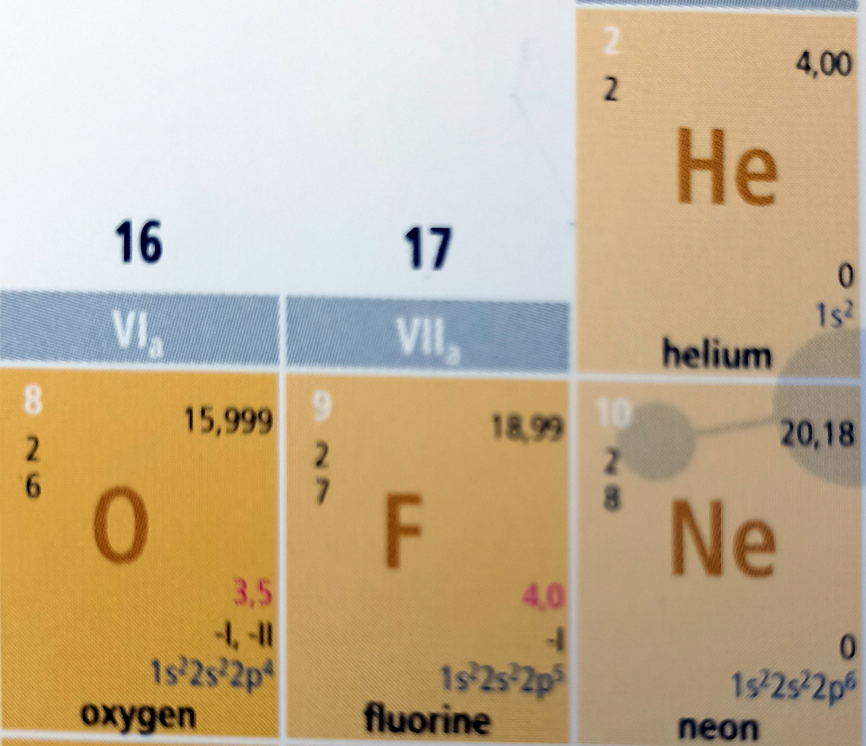 2
4,00
2
He
0
1s²
helium
16
17
VIₐ
VIIₐ
8
15,999
2
6
O
3,5
-I, -II
1s²2s²2p⁴
oxygen
9
18,99
2
7
F
4,0
-I
1s²2s²2p⁵
fluorine
10
20,18
2
8
Ne
0
1s²2s²2p⁶
neon